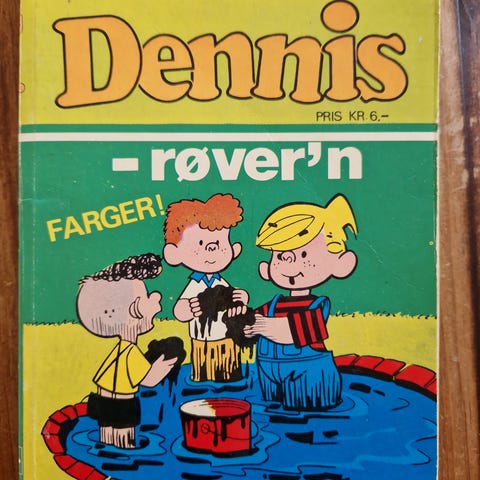 Dennis
PRIS KR. 6.-
- røver'n
FARGER!